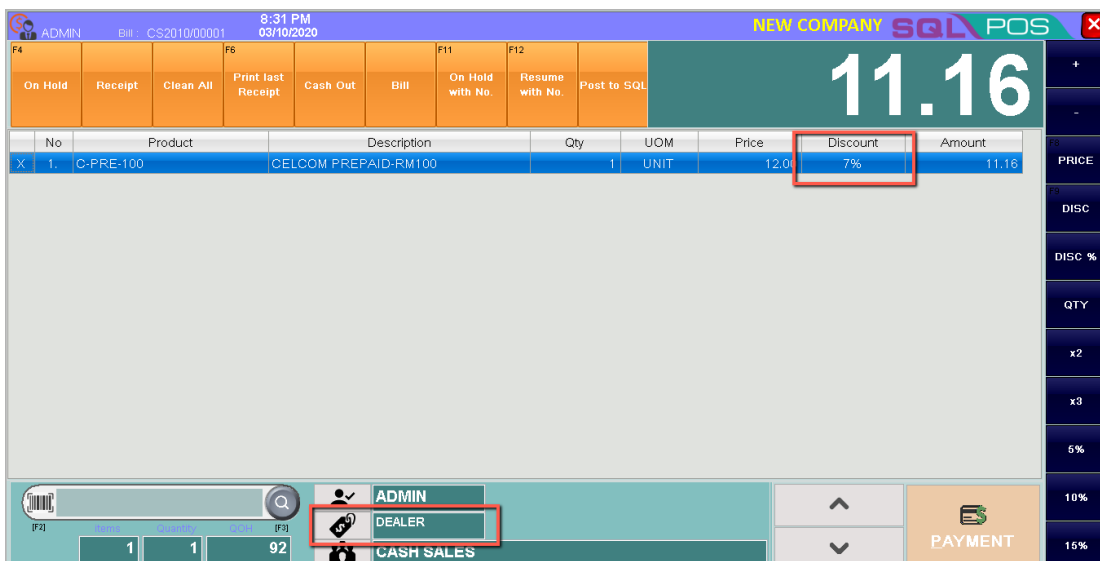 ADMIN Bill : CS2010/00001 8:31 PM 03/10/2020 NEW COMPANY SQL POS X
F4 F6 F11 F12
On Hold Receipt Clean All Print last Receipt Cash Out Bill On Hold with No. Resume with No. Post to SQL
11.16
No Product Description Qty UOM Price Discount Amount
X 1. C-PRE-100 CELCOM PREPAID-RM100 1 UNIT 12.00 7% 11.16
+
-
PRICE
F9
DISC
DISC %
QTY
x2
x3
5%
10%
15%
ADMIN
[F2] Items Quantity QOH [F3] DEALER
1 1 92 CASH SALES
PAYMENT